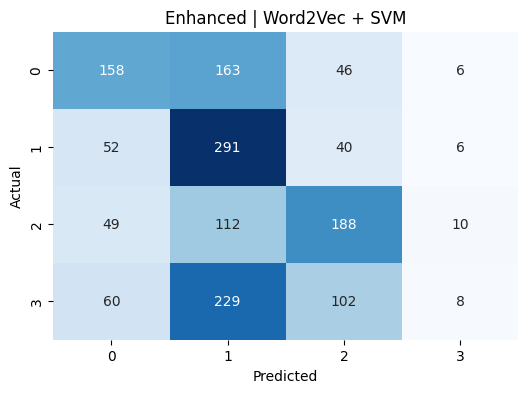 Enhanced | Word2Vec + SVM
0 158 163 46 6
1 52 291 40 6
2 49 112 188 10
3 60 229 102 8
Actual
0 1 2 3
Predicted